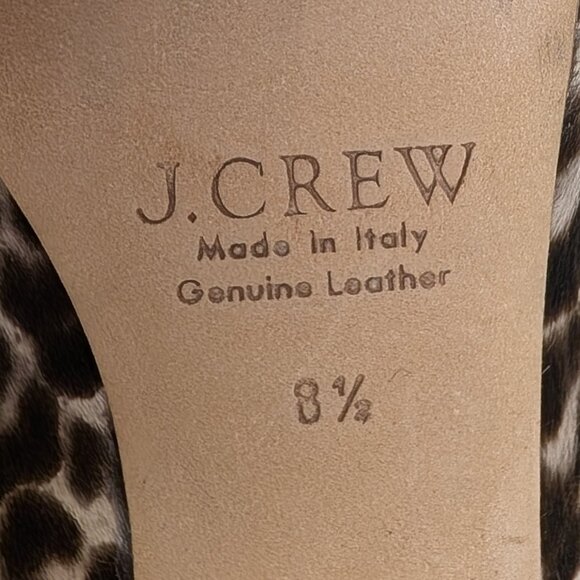 J.CREW
Made In Italy
Genuine Leather
8 ½